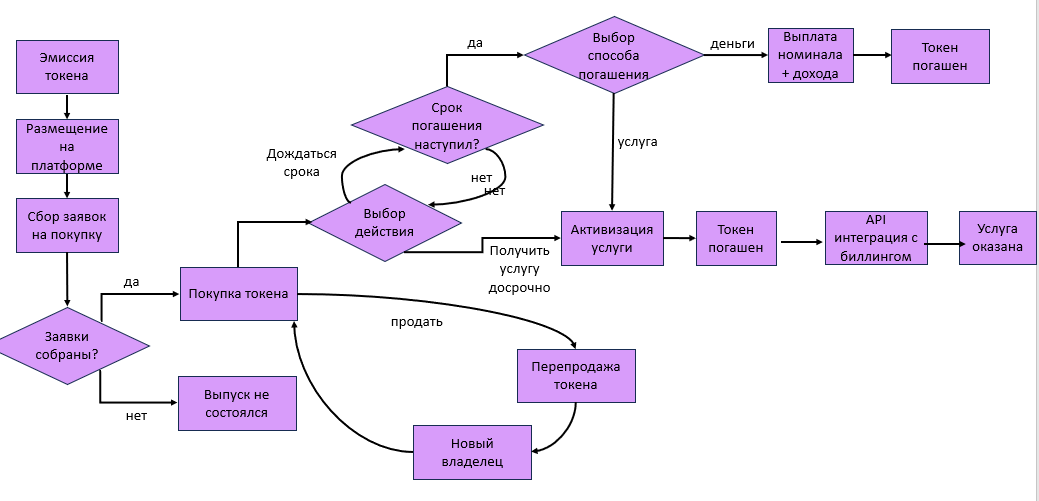 Эмиссия
токена
Размещение
на
платформе
Сбор заявок
на покупку
Заявки
собраны?
да
нет
Покупка токена
Выпуск не
состоялся
продать
Перепродажа
токена
Новый
владелец
Выбор
действия
Дождаться
срока
Срок
погашения
наступил?
нет
нет
да
Выбор
способа
погашения
деньги
Выплата
номинала
+ дохода
Токен
погашен
услуга
Получить
услугу
досрочно
Активизация
услуги
Токен
погашен
API
интеграция с
биллингом
Услуга
оказана